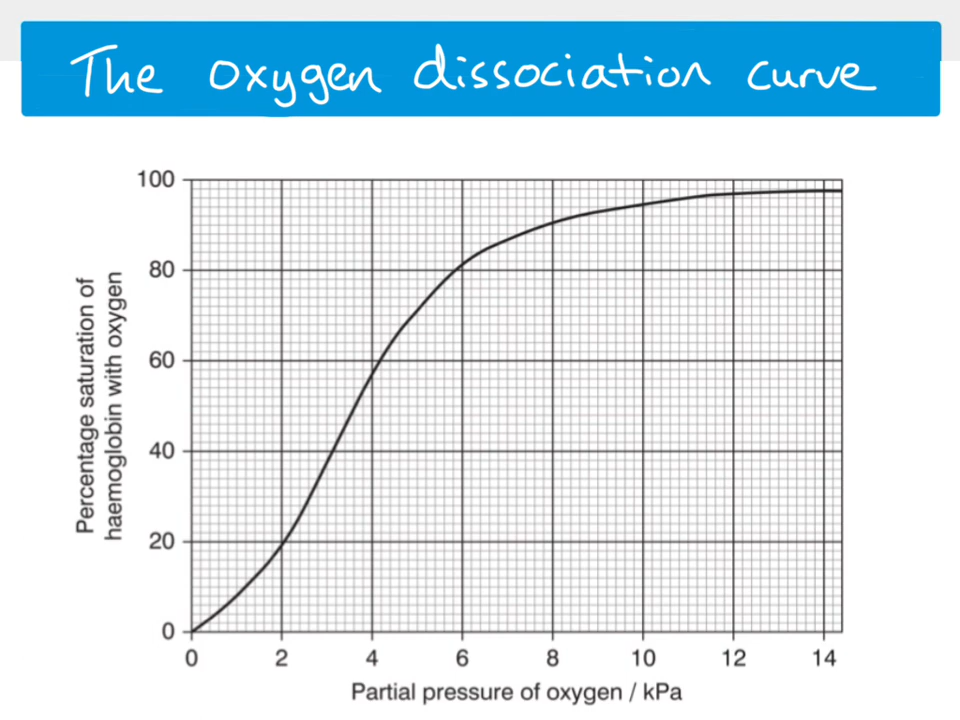 The oxygen dissociation curve
100
80
60
40
20
0
Percentage saturation of
haemoglobin with oxygen
0 2 4 6 8 10 12 14
Partial pressure of oxygen / kPa